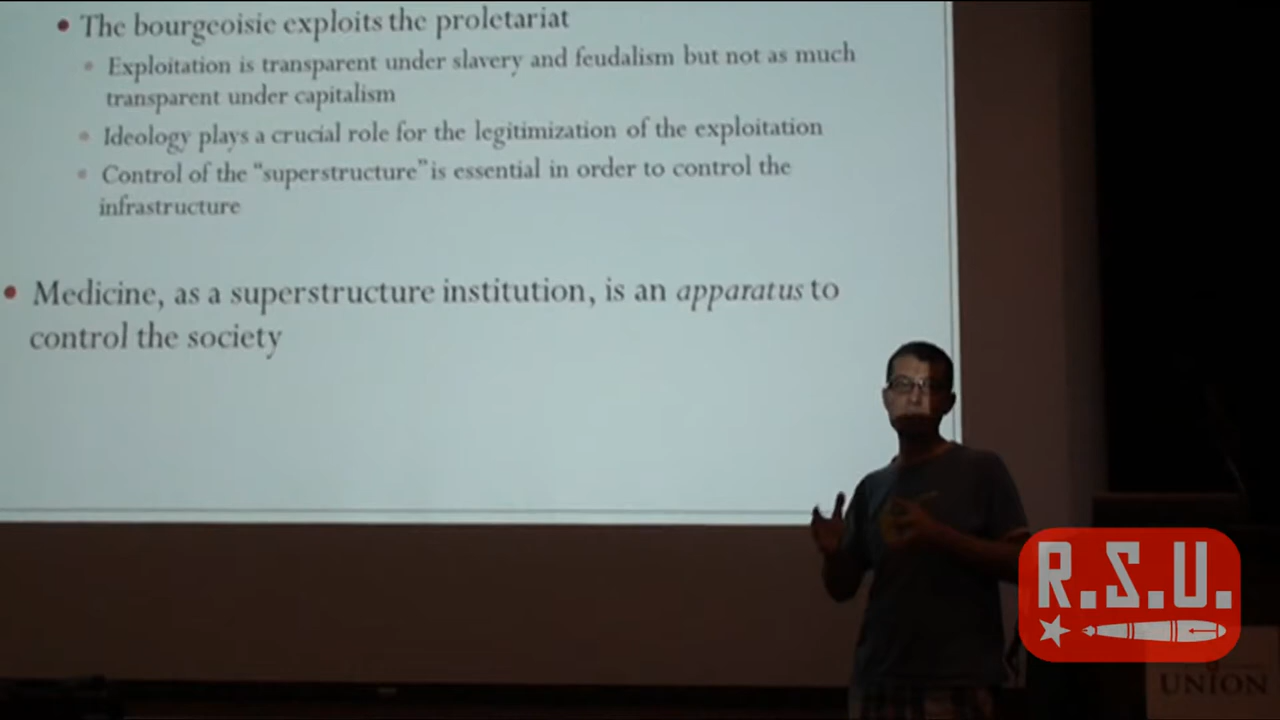 • The bourgeoisie exploits the proletariat
• Exploitation is transparent under slavery and feudalism but not as much
transparent under capitalism
• Ideology plays a crucial role for the legitimization of the exploitation
• Control of the “superstructure” is essential in order to control the
infrastructure
• Medicine, as a superstructure institution, is an apparatus to
control the society
R.S.U.
UNION